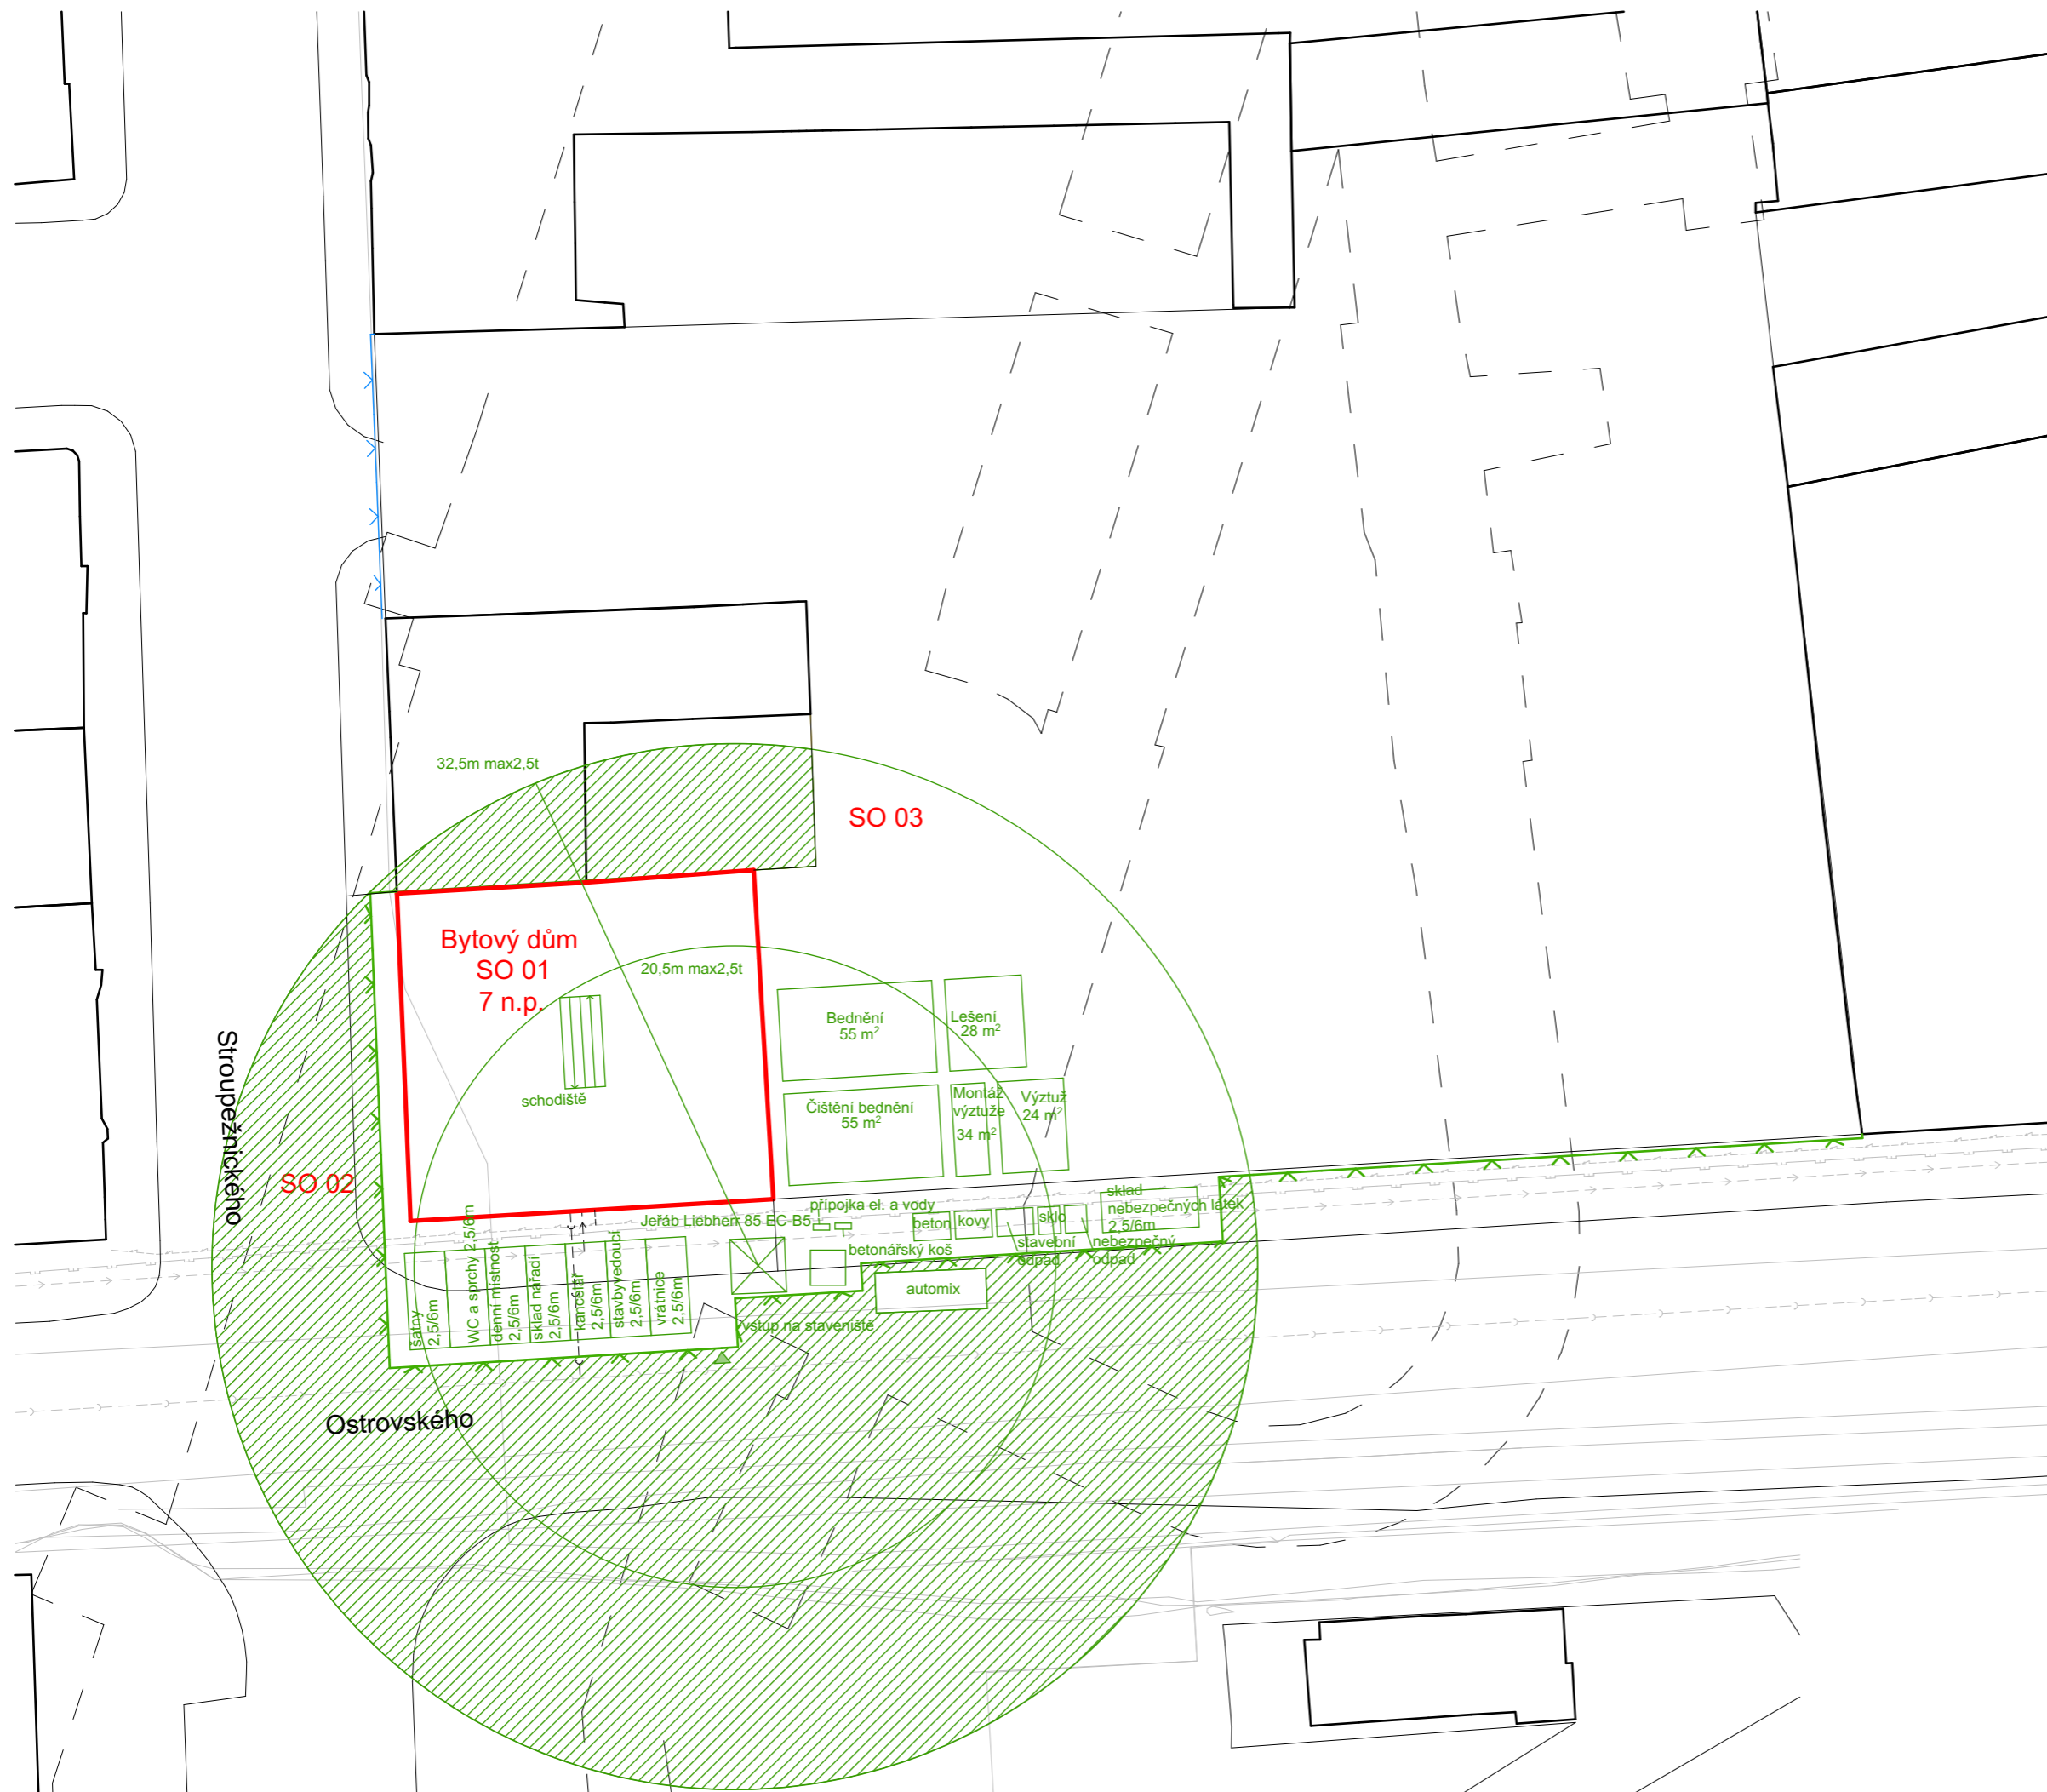 32,5m max2,5t
SO 03
Bytový dům
SO 01
7 n.p.
20,5m max2,5t
Bednění
55 m²
Lešení
28 m²
schodiště
Čištění bednění
55 m²
Montáž
výztuže
34 m²
Výztuž
24 m²
Stroupežnického
SO 02
přípojka el. a vody
Jeřáb Liebherr 85 EC-B5
beton
kovy
sklo
sklad
nebezpečných látek
2,5/6m
stavební
odpad
nebezpečný
odpad
betonářský koš
automix
vstup na staveniště
šatny
2,5/6m
WC a sprchy 2,5/6m
denní místnost
2,5/6m
sklad nářadí
2,5/6m
kancelář
2,5/6m
stavbyvedoucí
2,5/6m
vrátnice
2,5/6m
Ostrovského